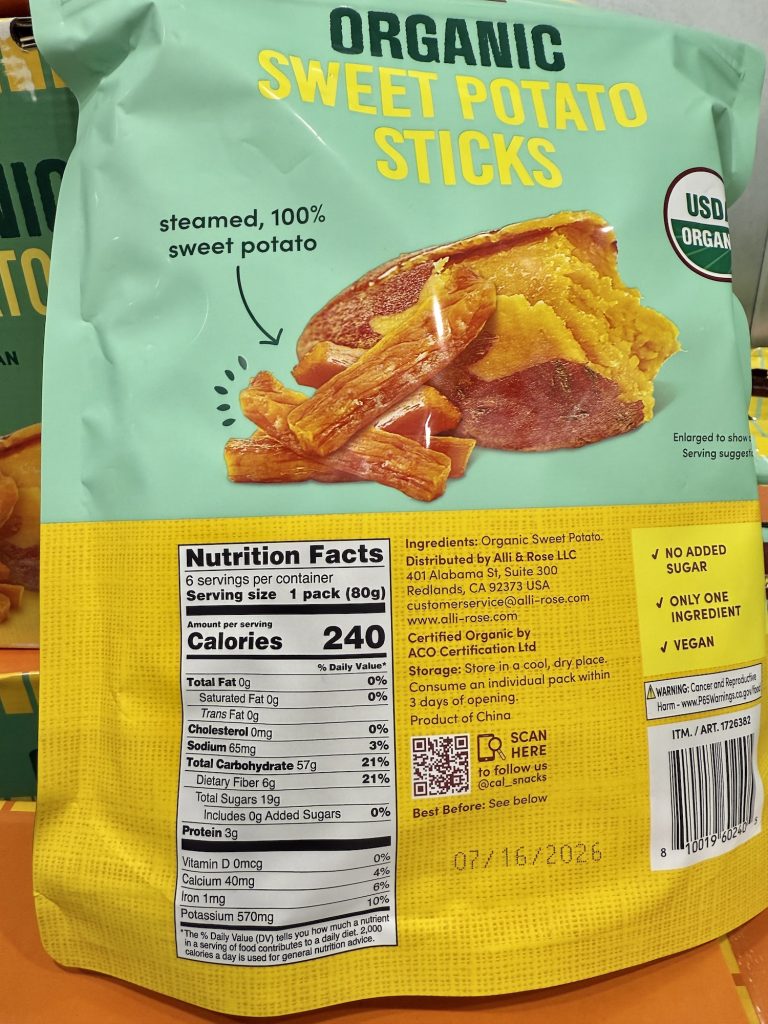 ORGANIC
SWEET POTATO
STICKS
steamed, 100%
sweet potato
USDA
ORGANIC
Enlarged to show
Serving
Nutrition Facts
6 servings per container
Serving size 1 pack (80g)
Amount per serving
Calories 240
% Daily Value*
Total Fat 0g 0%
Saturated Fat 0g 0%
Trans Fat 0g
Cholesterol 0mg 0%
Sodium 65mg 3%
Total Carbohydrate 57g 21%
Dietary Fiber 6g 21%
Total Sugars 19g
Includes 0g Added Sugars 0%
Protein 3g
Vitamin D 0mcg 0%
Calcium 40mg 4%
Iron 1mg 6%
Potassium 570mg 10%
*The % Daily Value (DV) tells you how much a nutrient
in a serving of food contributes to a daily diet. 2,000
calories a day is used for general nutrition advice.
Ingredients: Organic Sweet Potato.
Distributed by Alli & Rose LLC
401 Alabama St, Suite 300
Redlands, CA 92373 USA
customerservice@alli-rose.com
www.alli-rose.com
Certified Organic by
ACO Certification Ltd
Storage: Store in a cool, dry place.
Consume an individual pack within
3 days of opening.
Product of China
SCAN
HERE
to follow us
@cal_snacks
Best Before: See below
07/16/2026
✓ NO ADDED
SUGAR
✓ ONLY ONE
INGREDIENT
✓ VEGAN
WARNING: Cancer and Reproductive
Harm - www.P65Warnings.ca.gov/food
ITM. / ART. 1726382
8 10019 60240 5